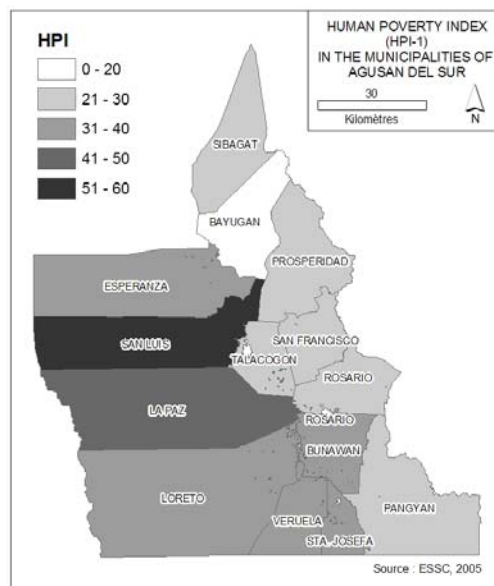 HPI
0 - 20
21 - 30
31 - 40
41 - 50
51 - 60
HUMAN POVERTY INDEX
(HPI-1)
IN THE MUNICIPALITIES OF
AGUSAN DEL SUR
30
Kilomètres
N
SIBAGAT
BAYUGAN
PROSPERIDAD
ESPERANZA
SAN LUIS
SAN FRANCISCO
TALACOGON
ROSARIO
LA PAZ
ROSARIO
BUNAWAN
LORETO
PANGYAN
VERUELA
STA-JOSEFA
Source : ESSC, 2005